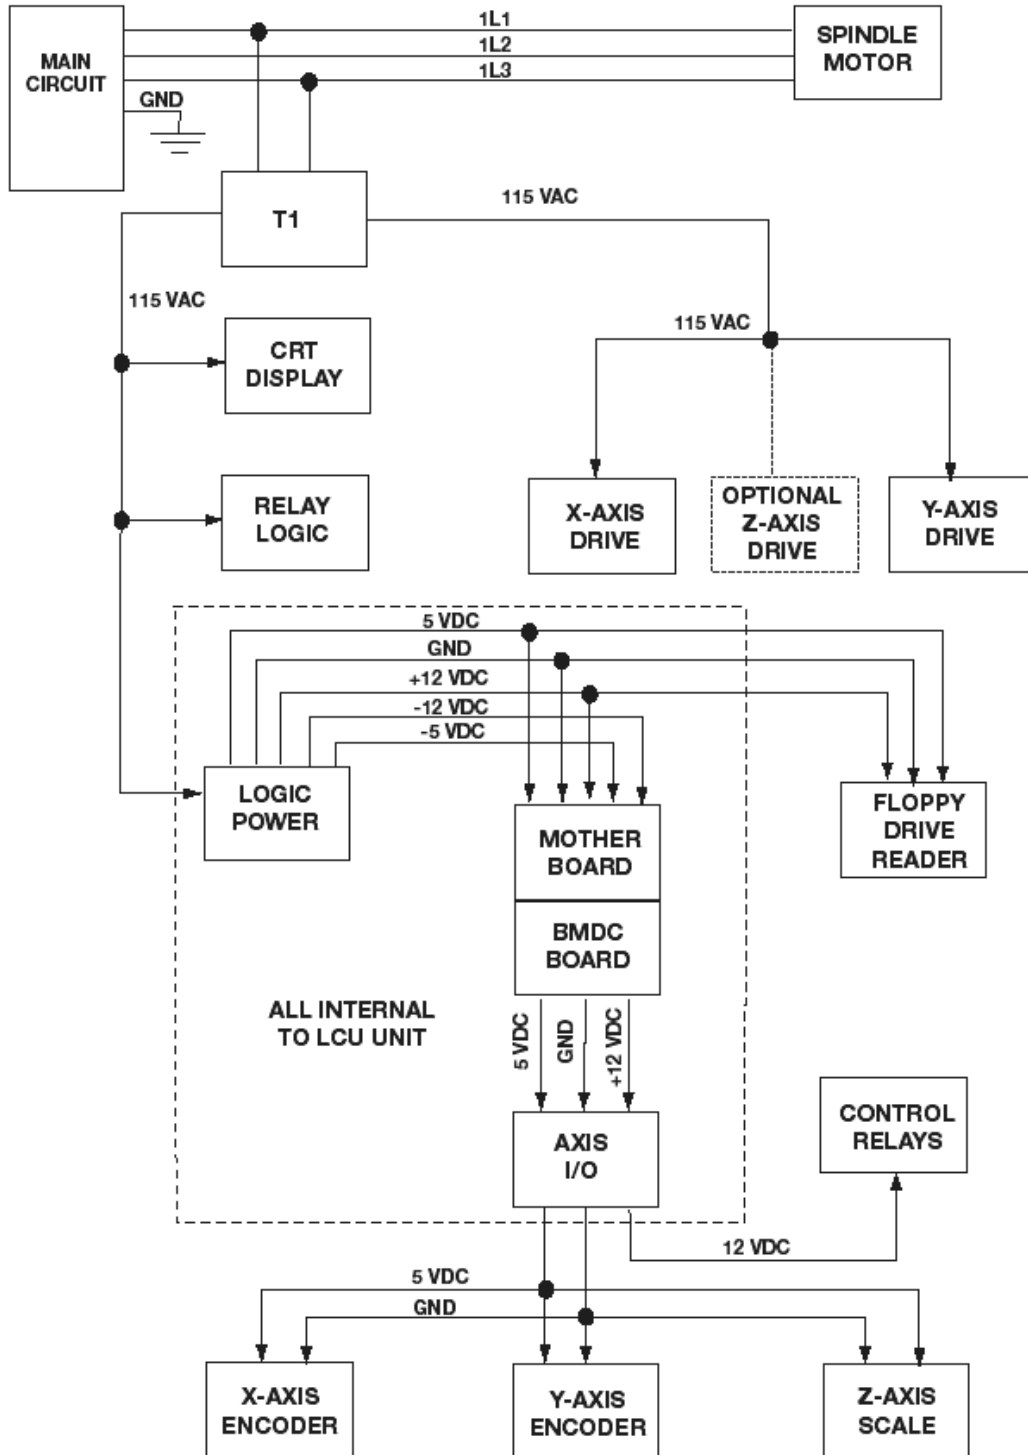 MAIN
CIRCUIT
1L1
1L2
1L3
GND
SPINDLE
MOTOR
T1
115 VAC
115 VAC
115 VAC
CRT
DISPLAY
RELAY
LOGIC
X-AXIS
DRIVE
OPTIONAL
Z-AXIS
DRIVE
Y-AXIS
DRIVE
5 VDC
GND
+12 VDC
-12 VDC
-5 VDC
LOGIC
POWER
MOTHER
BOARD
FLOPPY
DRIVE
READER
BMDC
BOARD
ALL INTERNAL
TO LCU UNIT
5 VDC
GND
+12 VDC
AXIS
I/O
CONTROL
RELAYS
12 VDC
5 VDC
GND
X-AXIS
ENCODER
Y-AXIS
ENCODER
Z-AXIS
SCALE